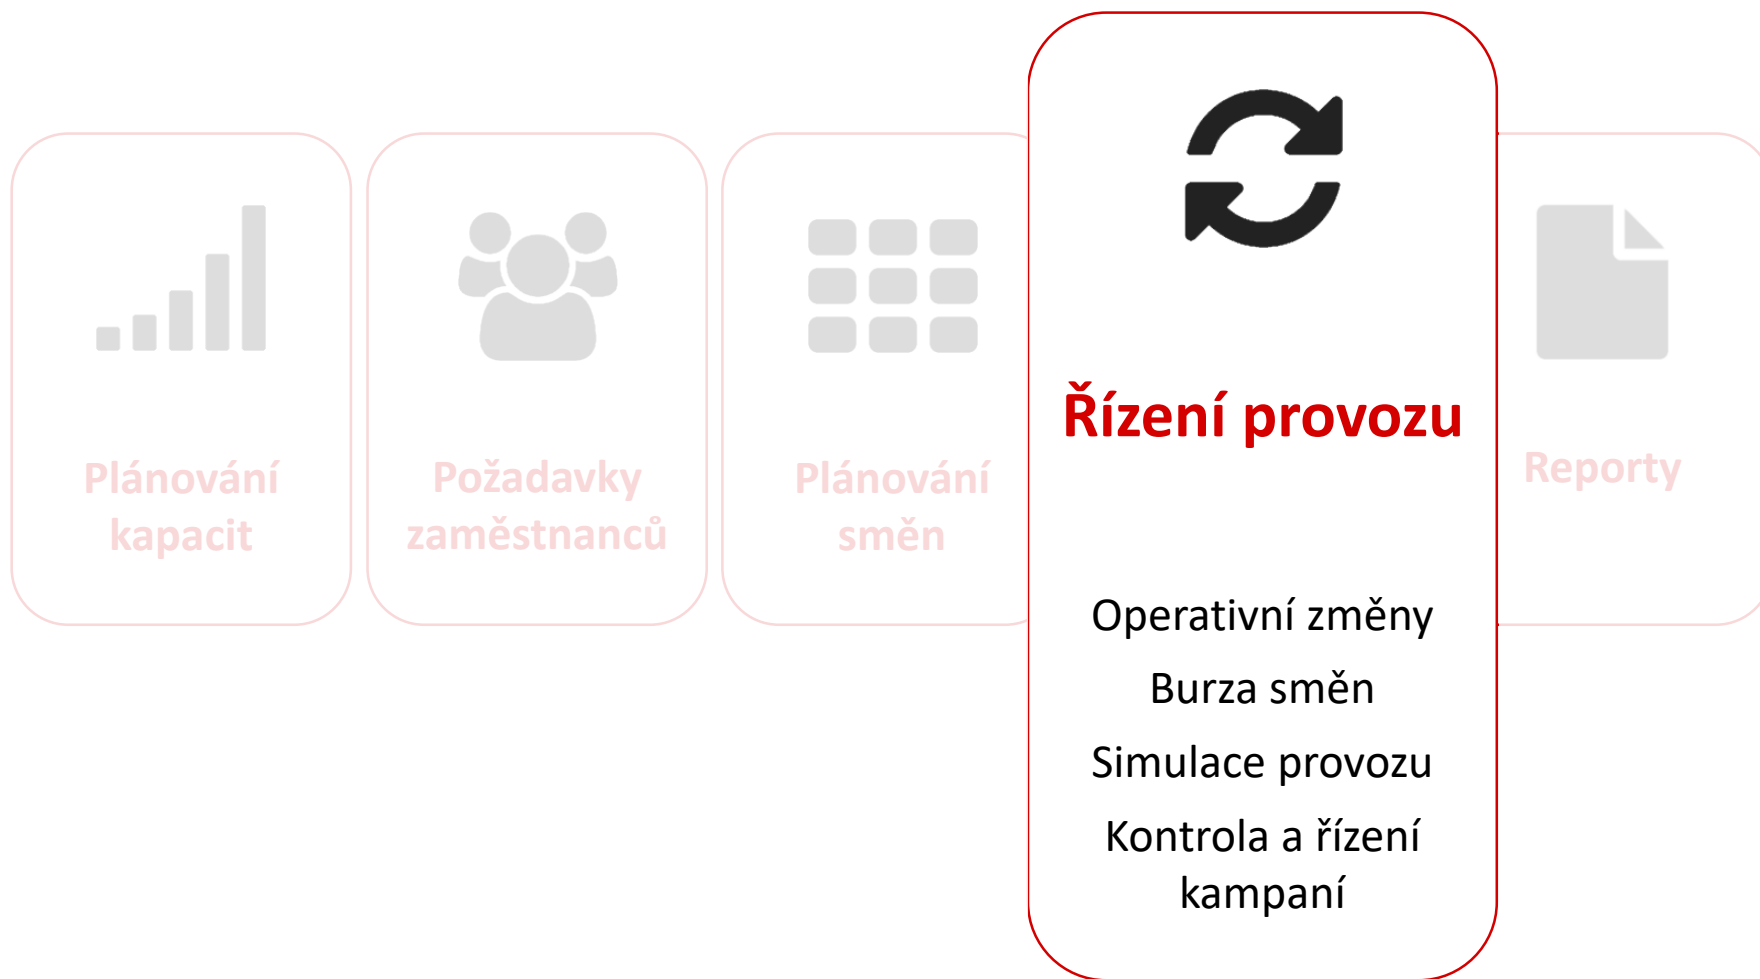 Plánování
kapacit
Požadavky
zaměstnanců
Plánování
směn
Řízení provozu
Operativní změny
Burza směn
Simulace provozu
Kontrola a řízení
kampaní
Reporty